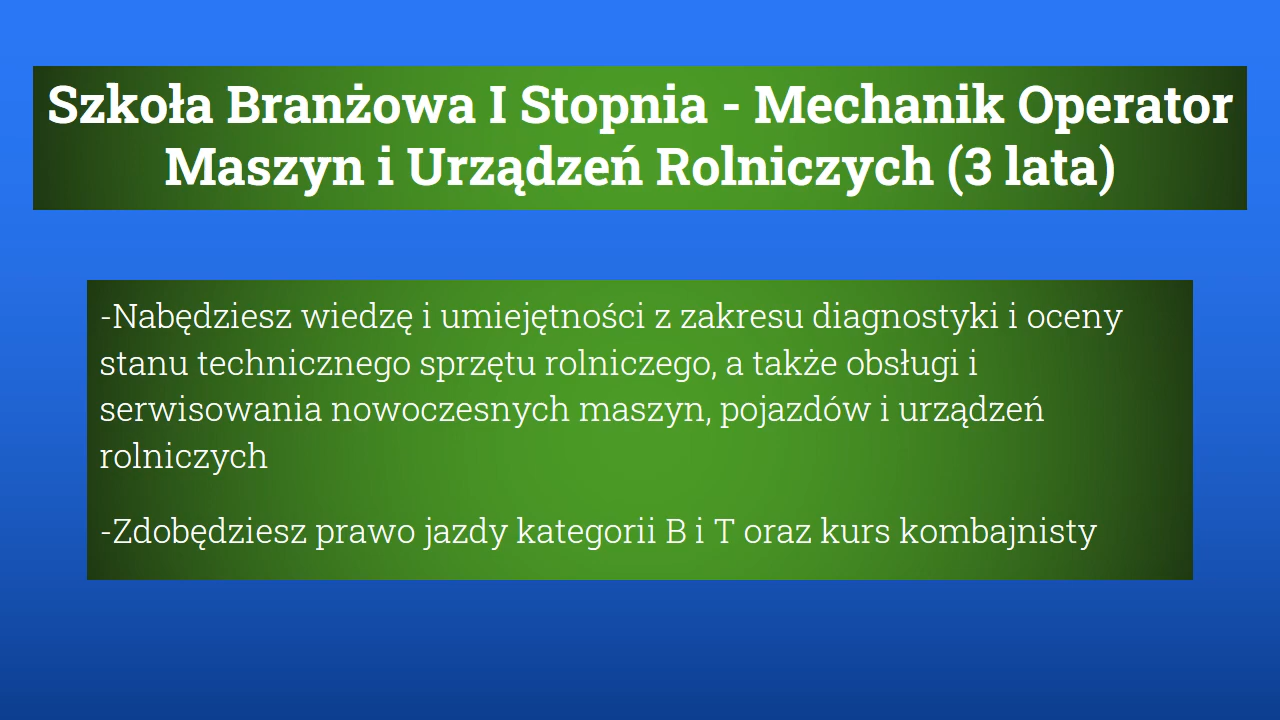 Szkoła Branżowa I Stopnia - Mechanik Operator
Maszyn i Urządzeń Rolniczych (3 lata)
-Nabędziesz wiedzę i umiejętności z zakresu diagnostyki i oceny
stanu technicznego sprzętu rolniczego, a także obsługi i
serwisowania nowoczesnych maszyn, pojazdów i urządzeń
rolniczych
-Zdobędziesz prawo jazdy kategorii B i T oraz kurs kombajnisty